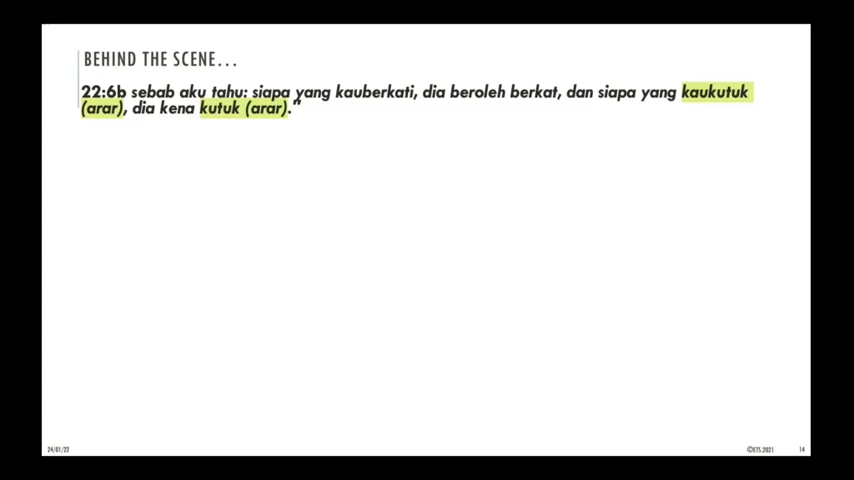 BEHIND THE SCENE...
22:6b sebab aku tahu: siapa yang kauberkati, dia beroleh berkat, dan siapa yang kaukutuk
(arar), dia kena kutuk (arar)."
24/01/22
©ETS.2021
14